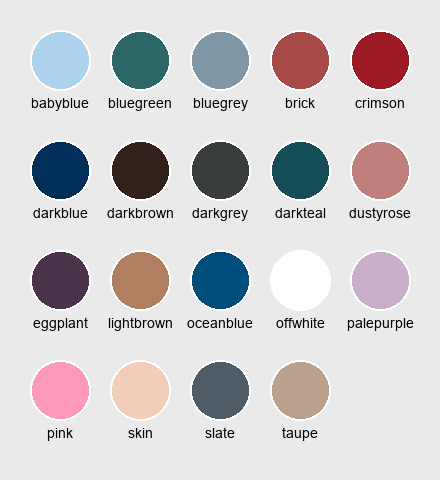 babyblue bluegreen bluegrey brick crimson
darkblue darkbrown darkgrey darkteal dustyrose
eggplant lightbrown oceanblue offwhite palepurple
pink skin slate taupe